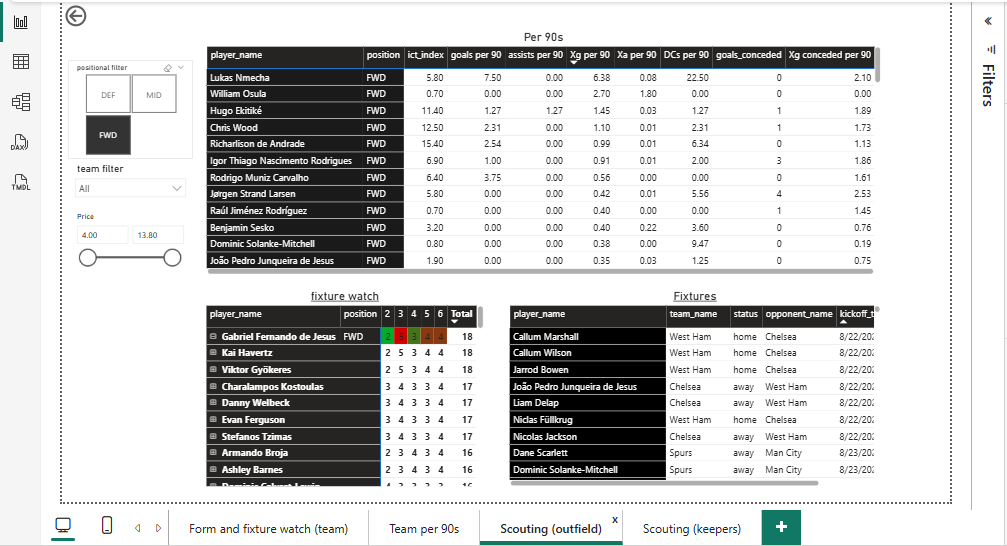 Per 90s
player_name position ict_index goals per 90 assists per 90 Xg per 90 Xa per 90 DCs per 90 goals_conceded Xg conceded per 90
Lukas Nmecha FWD 5.80 7.50 0.00 6.38 0.08 22.50 0 2.10
William Osula FWD 0.70 0.00 0.00 2.70 1.80 0.00 0 0.00
Hugo Ekitiké FWD 11.40 1.27 1.27 1.45 0.03 1.27 1 1.89
Chris Wood FWD 12.50 2.31 0.00 1.10 0.01 2.31 1 1.73
Richarlison de Andrade FWD 15.40 2.54 0.00 0.99 0.01 6.34 0 1.13
Igor Thiago Nascimento Rodrigues FWD 6.90 1.00 0.00 0.91 0.01 2.00 3 1.86
Rodrigo Muniz Carvalho FWD 6.40 3.75 0.00 0.56 0.00 0.00 0 1.61
Jørgen Strand Larsen FWD 5.80 0.00 0.00 0.42 0.01 5.56 4 2.53
Raúl Jiménez Rodríguez FWD 0.70 0.00 0.00 0.40 0.00 0.00 1 1.45
Benjamin Sesko FWD 3.20 0.00 0.00 0.40 0.22 3.60 0 0.76
Dominic Solanke-Mitchell FWD 0.80 0.00 0.00 0.38 0.00 9.47 0 0.19
João Pedro Junqueira de Jesus FWD 1.90 0.00 0.00 0.35 0.03 1.25 0 0.75
positional filter
DEF MID
FWD
team filter
All
Price
4.00 13.80
DAX
TMDL
Filters
fixture watch
player_name position 2 3 4 5 6 Total
Gabriel Fernando de Jesus FWD 2 5 3 4 4 18
Kai Havertz 2 5 3 4 4 18
Viktor Gyökeres 2 5 3 4 4 18
Charalampos Kostoulas 3 4 3 3 4 17
Danny Welbeck 3 4 3 3 4 17
Evan Ferguson 3 4 3 3 4 17
Stefanos Tzimas 3 4 3 3 4 17
Armando Broja 2 3 4 3 4 16
Ashley Barnes 2 3 4 3 4 16
Fixtures
player_name team_name status opponent_name kickoff_t
Callum Marshall West Ham home Chelsea 8/22/202
Callum Wilson West Ham home Chelsea 8/22/202
Jarrod Bowen West Ham home Chelsea 8/22/202
João Pedro Junqueira de Jesus Chelsea away West Ham 8/22/202
Liam Delap Chelsea away West Ham 8/22/202
Niclas Füllkrug West Ham home Chelsea 8/22/202
Nicolas Jackson Chelsea away West Ham 8/22/202
Dane Scarlett Spurs away Man City 8/23/202
Dominic Solanke-Mitchell Spurs away Man City 8/23/202
Form and fixture watch (team) Team per 90s Scouting (outfield) x Scouting (keepers) +